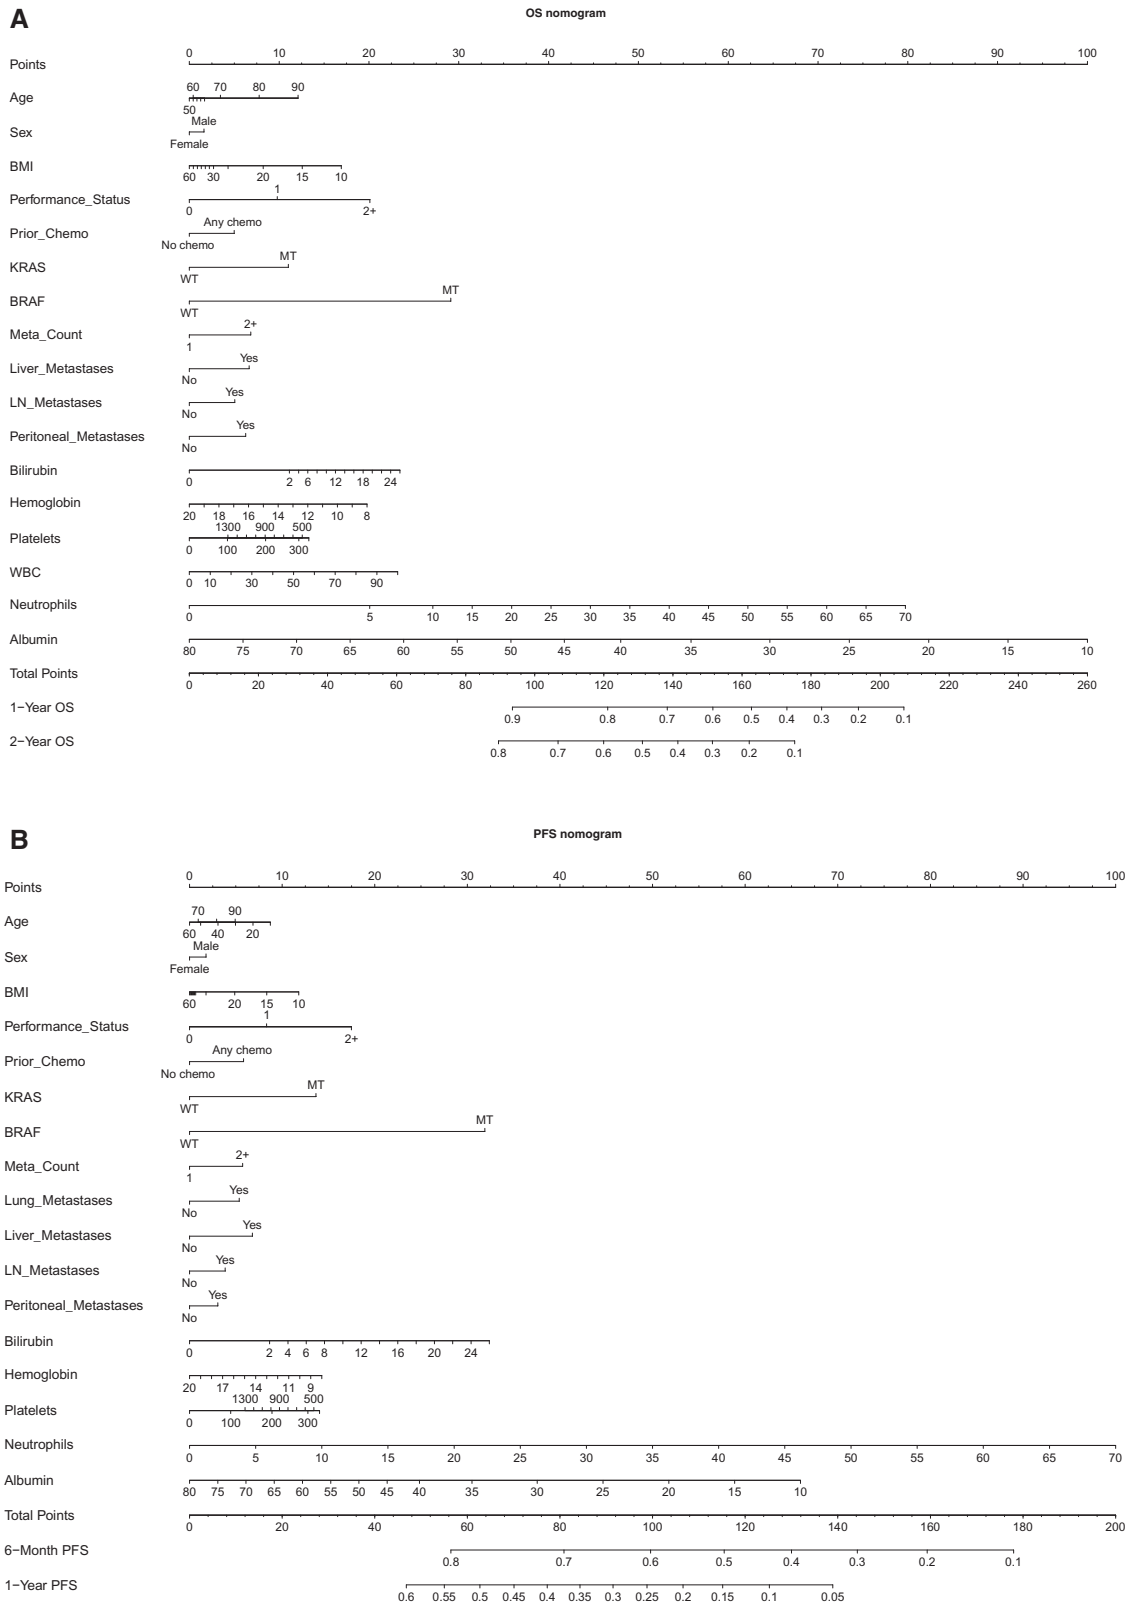 A
OS nomogram
0 10 20 30 40 50 60 70 80 90 100
Points
60 70 80 90
Age
50
Male
Sex
Female
BMI
60 30 20 15 10
1
Performance_Status
0 2+
Any chemo
Prior_Chemo
No chemo
MT
KRAS
WT
MT
BRAF
WT
2+
Meta_Count
1
Yes
Liver_Metastases
No
Yes
LN_Metastases
No
Yes
Peritoneal_Metastases
No
Bilirubin
0 2 6 12 18 24
Hemoglobin
20 18 16 14 12 10 8
1300 900 500
Platelets
0 100 200 300
WBC
0 10 30 50 70 90
Neutrophils
0 5 10 15 20 25 30 35 40 45 50 55 60 65 70
Albumin
80 75 70 65 60 55 50 45 40 35 30 25 20 15 10
Total Points
0 20 40 60 80 100 120 140 160 180 200 220 240 260
1−Year OS
0.9 0.8 0.7 0.6 0.5 0.4 0.3 0.2 0.1
2−Year OS
0.8 0.7 0.6 0.5 0.4 0.3 0.2 0.1
B
PFS nomogram
0 10 20 30 40 50 60 70 80 90 100
Points
70 90
Age
60 40 20
Male
Sex
Female
BMI
60 20 15 10
1
Performance_Status
0 2+
Any chemo
Prior_Chemo
No chemo
MT
KRAS
WT
MT
BRAF
WT
2+
Meta_Count
1
Yes
Lung_Metastases
No
Yes
Liver_Metastases
No
Yes
LN_Metastases
No
Yes
Peritoneal_Metastases
No
Bilirubin
0 2 4 6 8 12 16 20 24
Hemoglobin
20 17 14 11 9
1300 900 500
Platelets
0 100 200 300
Neutrophils
0 5 10 15 20 25 30 35 40 45 50 55 60 65 70
Albumin
80 75 70 65 60 55 50 45 40 35 30 25 20 15 10
Total Points
0 20 40 60 80 100 120 140 160 180 200
6−Month PFS
0.8 0.7 0.6 0.5 0.4 0.3 0.2 0.1
1−Year PFS
0.6 0.55 0.5 0.45 0.4 0.35 0.3 0.25 0.2 0.15 0.1 0.05